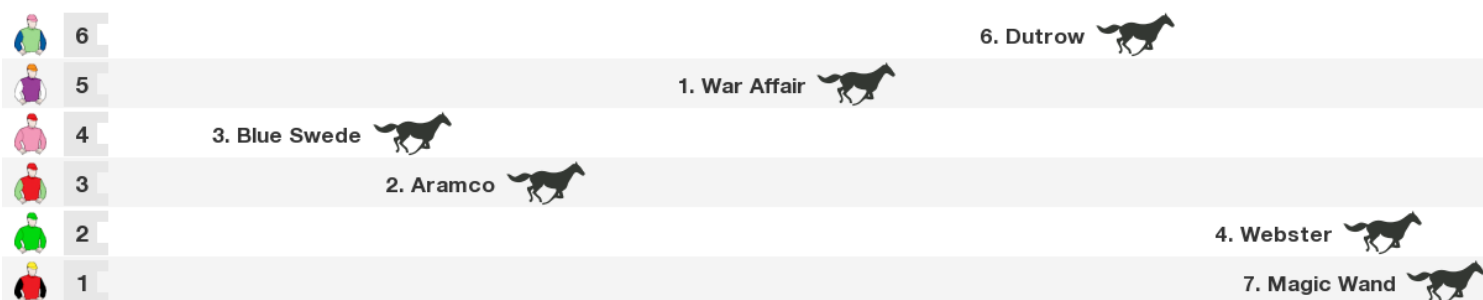 6 6. Dutrow
5 1. War Affair
4 3. Blue Swede
3 2. Aramco
2 4. Webster
1 7. Magic Wand